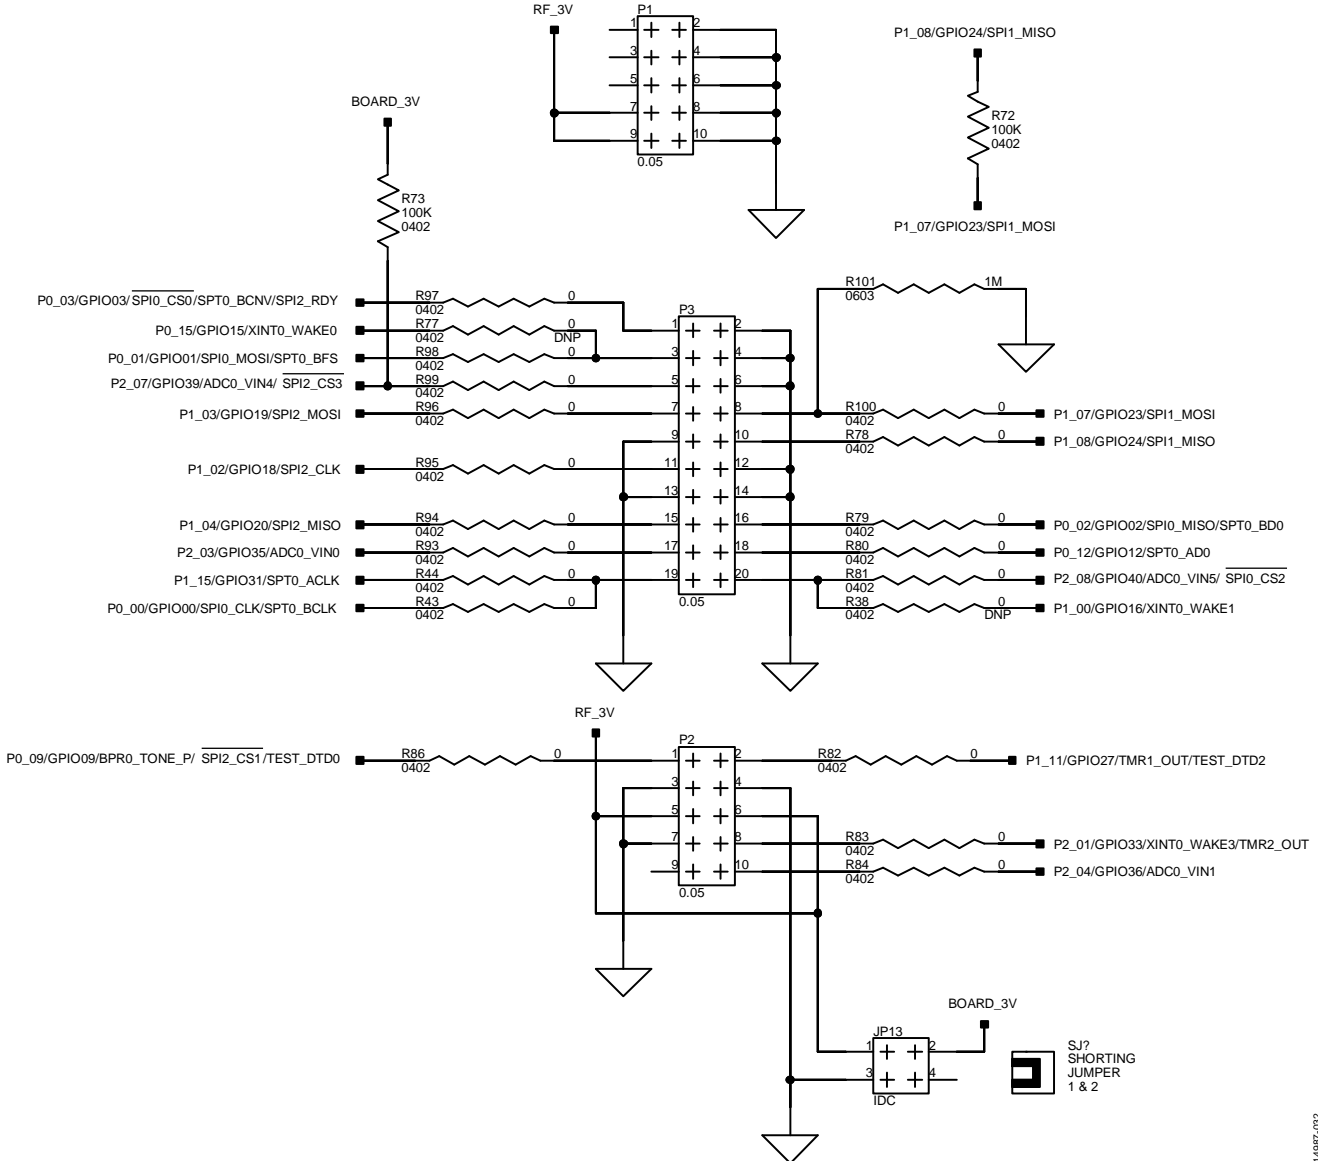 RF_3V
P1
1 2
3 4
5 6
7 8
9 10
0.05
P1_08/GPIO24/SPI1_MISO
R72
100K
0402
P1_07/GPIO23/SPI1_MOSI
BOARD_3V
R73
100K
0402
R101 1M
0603
P0_03/GPIO03/SPI0_CS0/SPT0_BCNV/SPI2_RDY R97 0
0402
P0_15/GPIO15/XINT0_WAKE0 R77 0
0402 DNP
P0_01/GPIO01/SPI0_MOSI/SPT0_BFS R98 0
0402
P2_07/GPIO39/ADC0_VIN4/ SPI2_CS3 R99 0
0402
P1_03/GPIO19/SPI2_MOSI R96 0
0402
P1_02/GPIO18/SPI2_CLK R95 0
0402
P1_04/GPIO20/SPI2_MISO R94 0
0402
P2_03/GPIO35/ADC0_VIN0 R93 0
0402
P1_15/GPIO31/SPT0_ACLK R44 0
0402
P0_00/GPIO00/SPI0_CLK/SPT0_BCLK R43 0
0402
P3
1 2
3 4
5 6
7 8
9 10
11 12
13 14
15 16
17 18
19 20
0.05
R100 0 P1_07/GPIO23/SPI1_MOSI
0402
R78 0 P1_08/GPIO24/SPI1_MISO
0402
R79 0 P0_02/GPIO02/SPI0_MISO/SPT0_BD0
0402
R80 0 P0_12/GPIO12/SPT0_AD0
0402
R81 0 P2_08/GPIO40/ADC0_VIN5/ SPI0_CS2
0402
R38 0 P1_00/GPIO16/XINT0_WAKE1
0402 DNP
RF_3V
P0_09/GPIO09/BPR0_TONE_P/ SPI2_CS1/TEST_DTD0 R86 0
0402
P2
1 2
3 4
5 6
7 8
9 10
0.05
R82 0 P1_11/GPIO27/TMR1_OUT/TEST_DTD2
0402
R83 0 P2_01/GPIO33/XINT0_WAKE3/TMR2_OUT
0402
R84 0 P2_04/GPIO36/ADC0_VIN1
0402
BOARD_3V
JP13
1 2
3 4
IDC
SJ?
SHORTING
JUMPER
1 & 2
14987-032